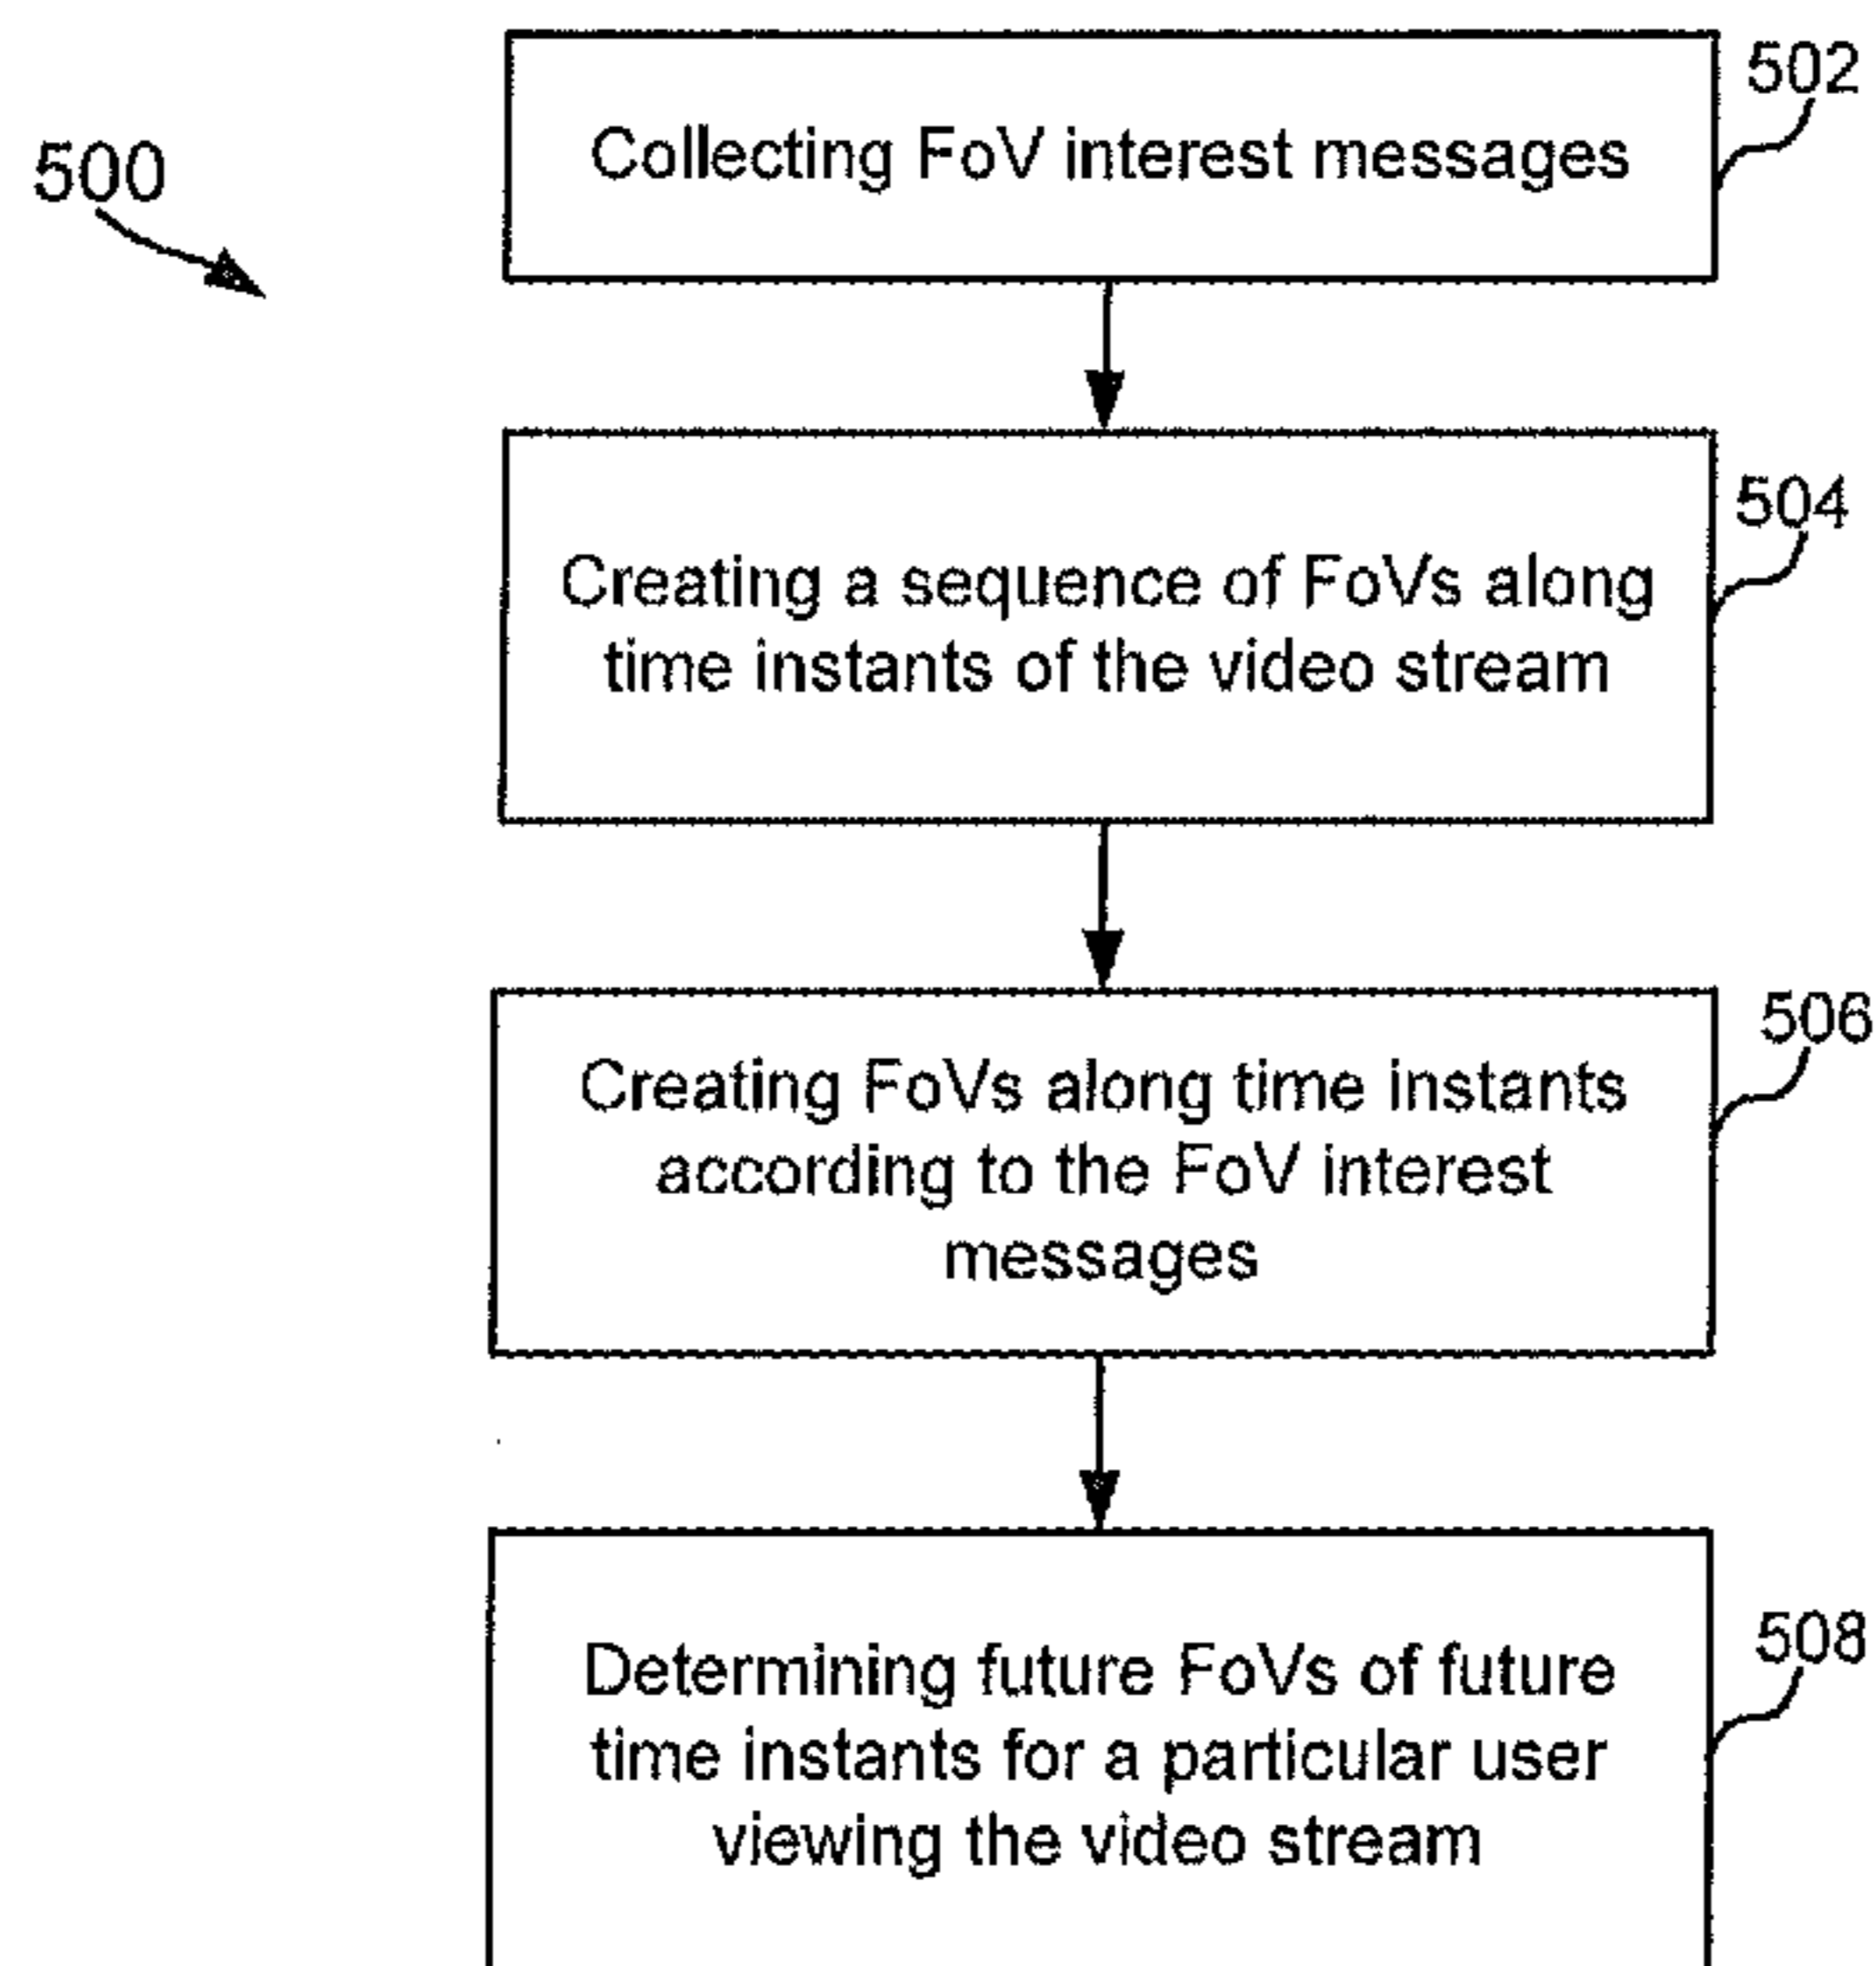 500
Collecting FoV interest messages
502
Creating a sequence of FoVs along
time instants of the video stream
504
Creating FoVs along time instants
according to the FoV interest
messages
506
Determining future FoVs of future
time instants for a particular user
viewing the video stream
508